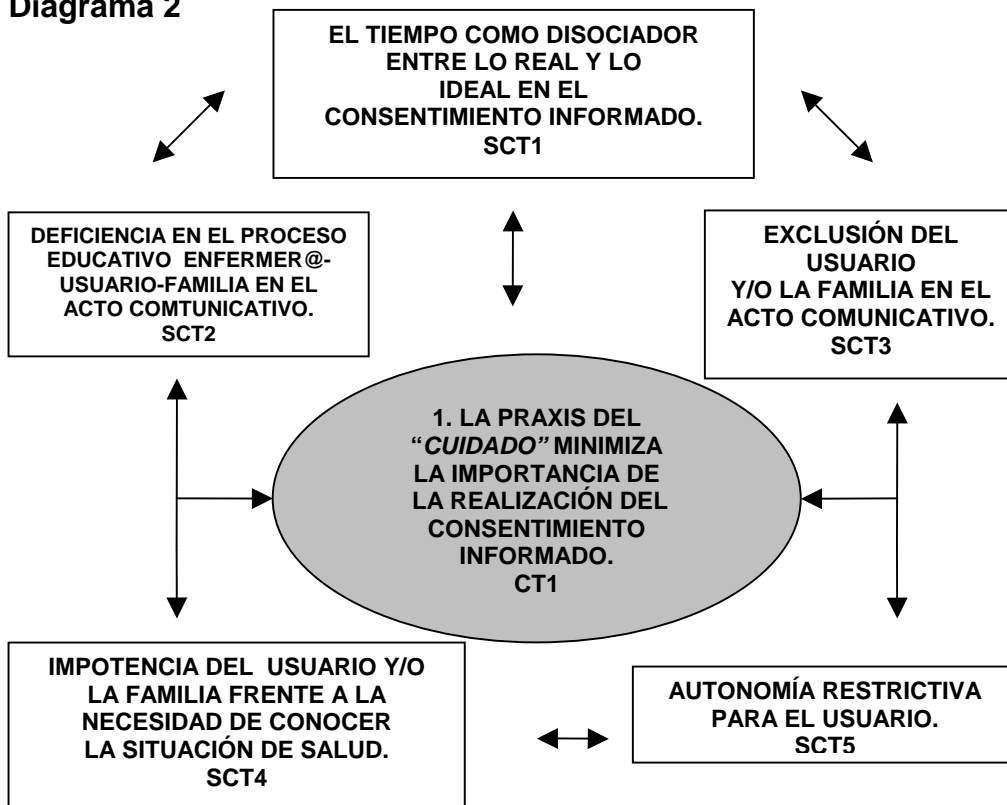 Diagrama 2
EL TIEMPO COMO DISOCIADOR
ENTRE LO REAL Y LO
IDEAL EN EL
CONSENTIMIENTO INFORMADO.
SCT1
DEFICIENCIA EN EL PROCESO
EDUCATIVO ENFERMER@-
USUARIO-FAMILIA EN EL
ACTO COMTUNICATIVO.
SCT2
EXCLUSIÓN DEL
USUARIO
Y/O LA FAMILIA EN EL
ACTO COMUNICATIVO.
SCT3
1. LA PRAXIS DEL
“CUIDADO” MINIMIZA
LA IMPORTANCIA DE
LA REALIZACIÓN DEL
CONSENTIMIENTO
INFORMADO.
CT1
IMPOTENCIA DEL USUARIO Y/O
LA FAMILIA FRENTE A LA
NECESIDAD DE CONOCER
LA SITUACIÓN DE SALUD.
SCT4
AUTONOMÍA RESTRICTIVA
PARA EL USUARIO.
SCT5